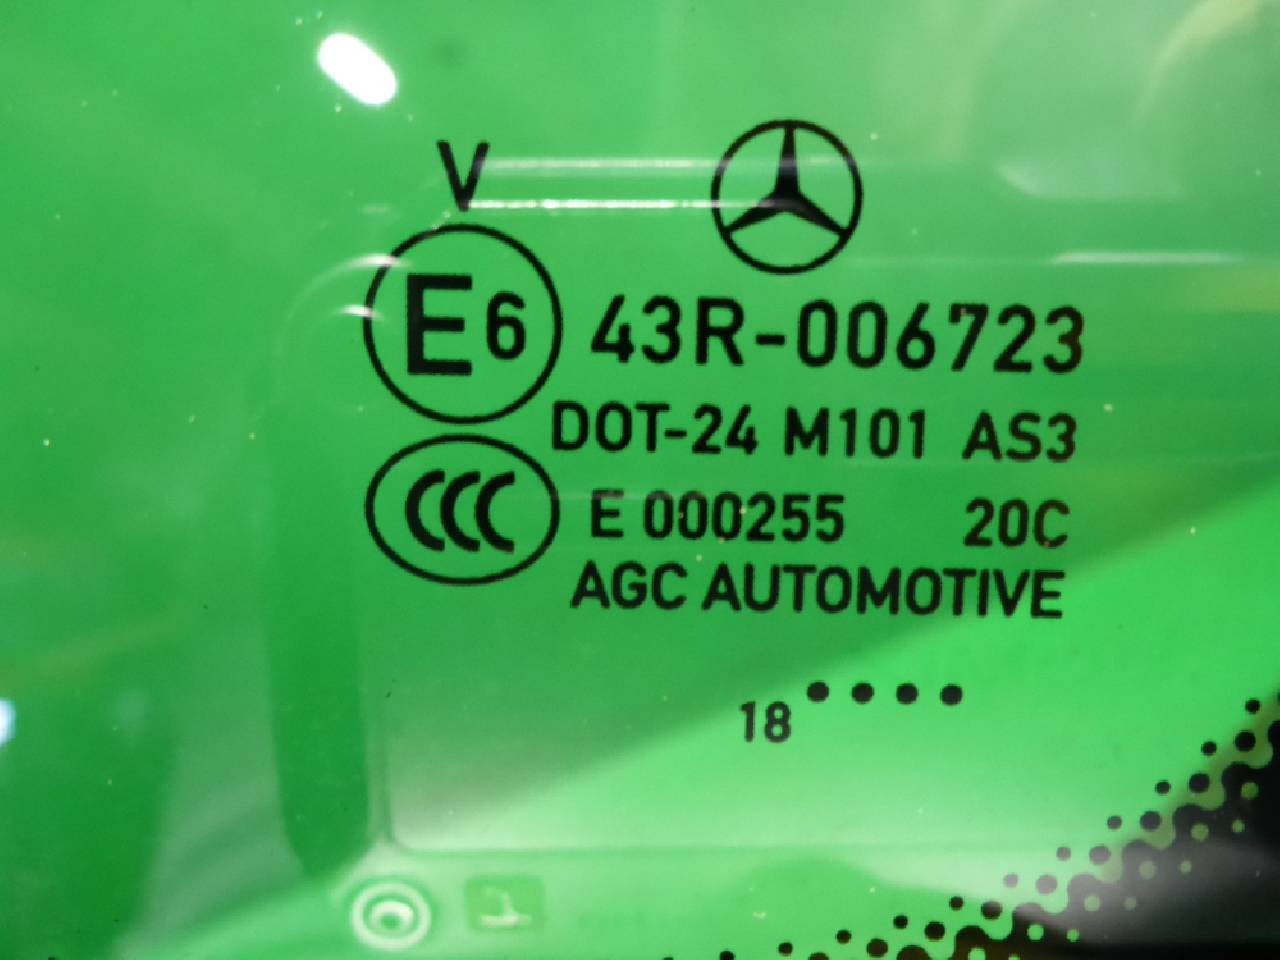 V
E6 43R-006723
DOT-24 M101 AS3
CCC E 000255 20C
AGC AUTOMOTIVE
18